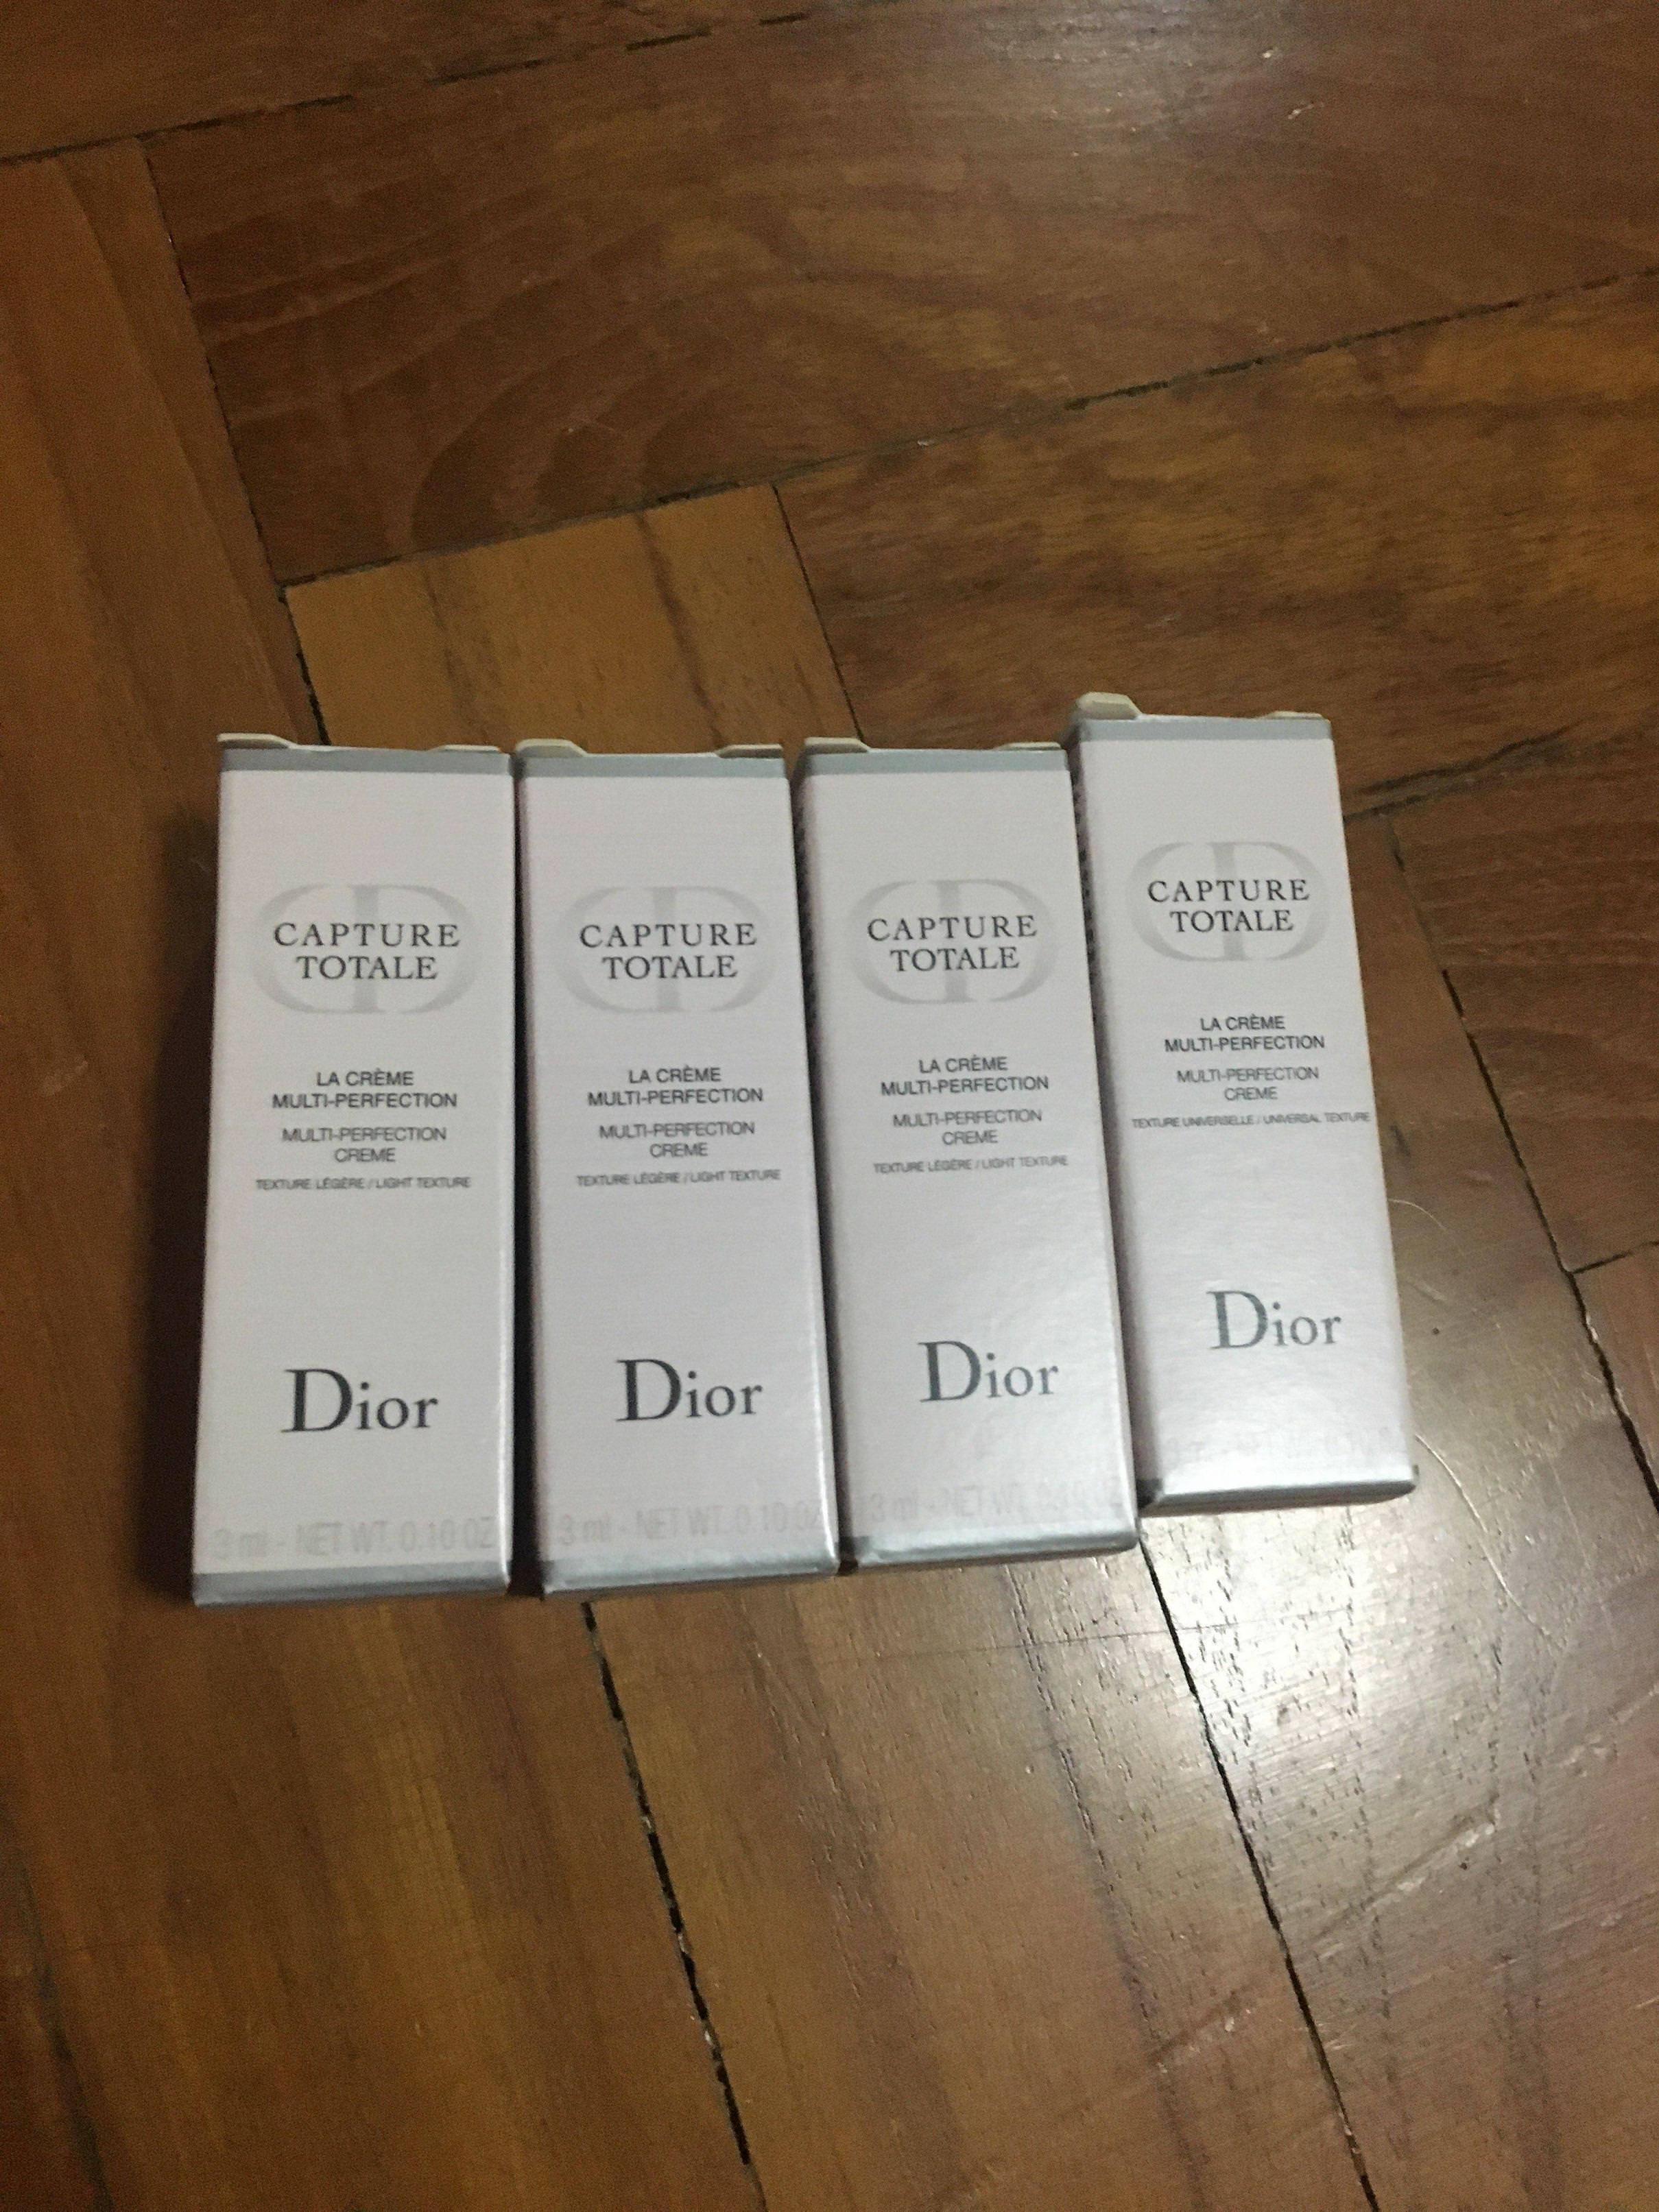 CAPTURE
TOTALE
LA CRÈME
MULTI-PERFECTION
MULTI-PERFECTION
CREME
TEXTURE LÉGÈRE / LIGHT TEXTURE
Dior
3 ml - NET WT. 0.10 OZ
CAPTURE
TOTALE
LA CRÈME
MULTI-PERFECTION
MULTI-PERFECTION
CREME
TEXTURE LÉGÈRE / LIGHT TEXTURE
Dior
3 ml - NET WT. 0.10 OZ
CAPTURE
TOTALE
LA CRÈME
MULTI-PERFECTION
MULTI-PERFECTION
CREME
TEXTURE LÉGÈRE / LIGHT TEXTURE
Dior
3 ml - NET WT.
CAPTURE
TOTALE
LA CRÈME
MULTI-PERFECTION
MULTI-PERFECTION
CREME
TEXTURE UNIVERSELLE / UNIVERSAL TEXTURE
Dior